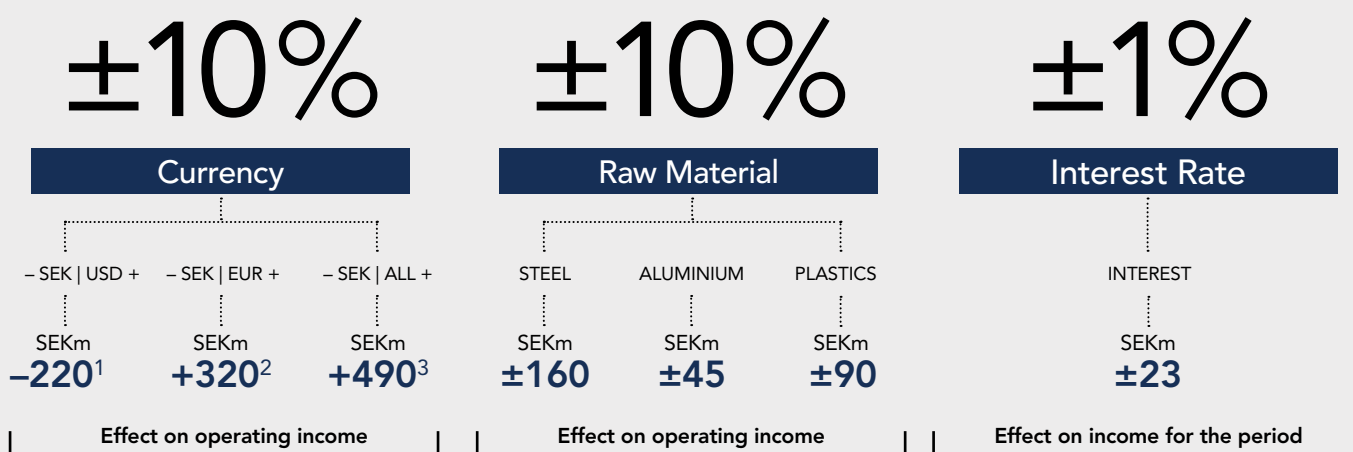 ±10% ±10% ±1%
Currency Raw Material Interest Rate
– SEK | USD + – SEK | EUR + – SEK | ALL + STEEL ALUMINIUM PLASTICS INTEREST
SEKm SEKm SEKm SEKm SEKm SEKm SEKm
–220¹ +320² +490³ ±160 ±45 ±90 ±23
Effect on operating income Effect on operating income Effect on income for the period